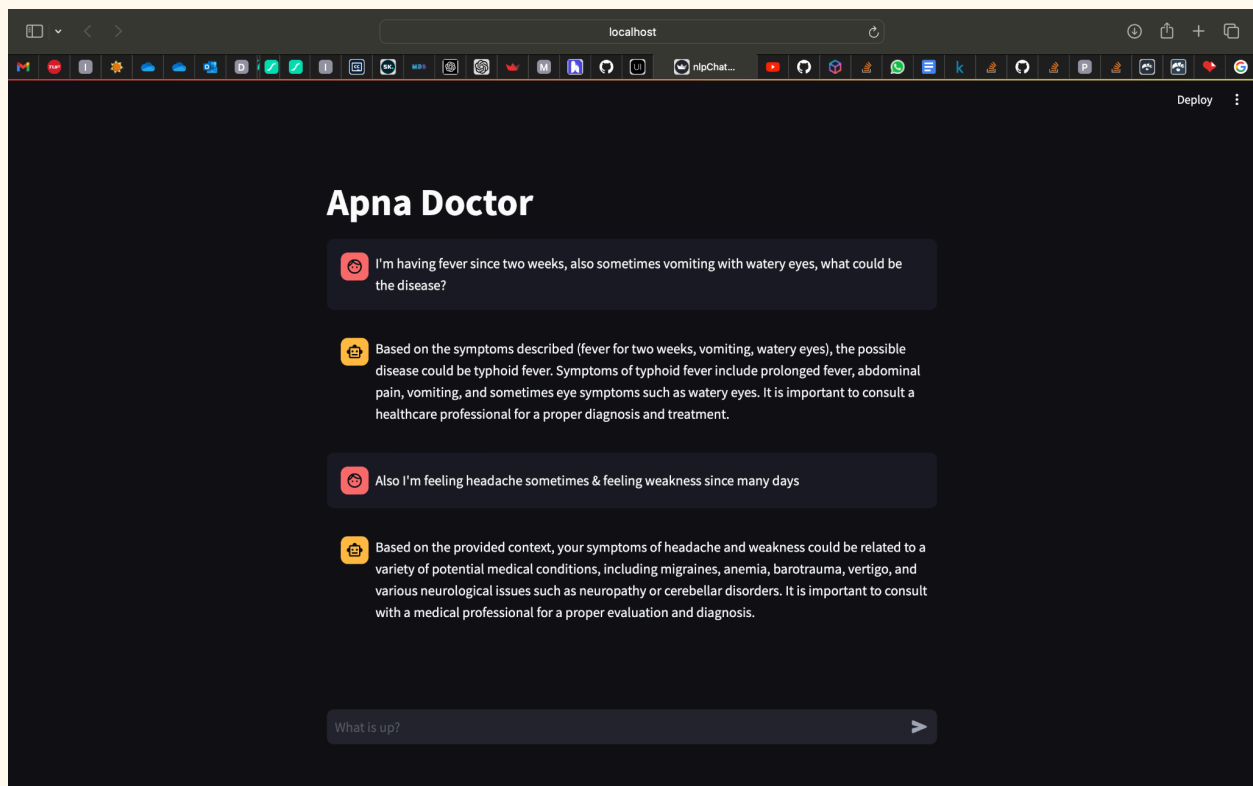 localhost
nlpChat...
Deploy
Apna Doctor
I'm having fever since two weeks, also sometimes vomiting with watery eyes, what could be
the disease?
Based on the symptoms described (fever for two weeks, vomiting, watery eyes), the possible
disease could be typhoid fever. Symptoms of typhoid fever include prolonged fever, abdominal
pain, vomiting, and sometimes eye symptoms such as watery eyes. It is important to consult a
healthcare professional for a proper diagnosis and treatment.
Also I'm feeling headache sometimes & feeling weakness since many days
Based on the provided context, your symptoms of headache and weakness could be related to a
variety of potential medical conditions, including migraines, anemia, barotrauma, vertigo, and
various neurological issues such as neuropathy or cerebellar disorders. It is important to consult
with a medical professional for a proper evaluation and diagnosis.
What is up?